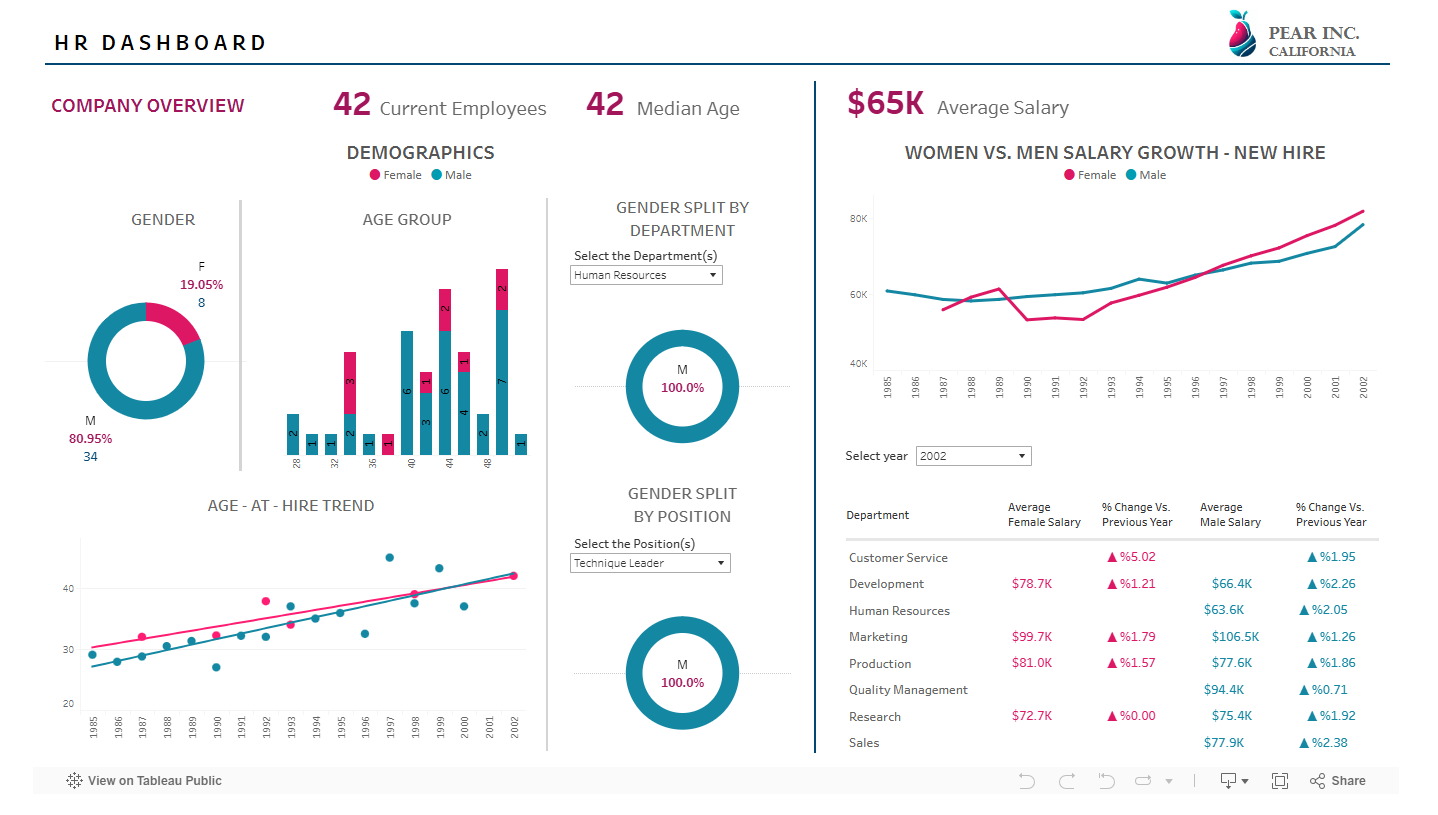 HR DASHBOARD
PEAR INC.
CALIFORNIA
COMPANY OVERVIEW
42 Current Employees
42 Median Age
$65K Average Salary
DEMOGRAPHICS
Female Male
GENDER
F
19.05%
8
M
80.95%
34
AGE GROUP
2 1 1 2 3 1 1 6 3 1 6 2 4 1 2 7 2 1
28 32 36 40 44 48
AGE - AT - HIRE TREND
40
30
20
1985 1986 1987 1988 1989 1990 1991 1992 1993 1994 1995 1996 1997 1998 1999 2000 2001 2002
GENDER SPLIT BY
DEPARTMENT
Select the Department(s)
Human Resources
M
100.0%
GENDER SPLIT
BY POSITION
Select the Position(s)
Technique Leader
M
100.0%
WOMEN VS. MEN SALARY GROWTH - NEW HIRE
Female Male
80K
60K
40K
1985 1986 1987 1988 1989 1990 1991 1992 1993 1994 1995 1996 1997 1998 1999 2000 2001 2002
Select year 2002
Department
Average
Female Salary
% Change Vs.
Previous Year
Average
Male Salary
% Change Vs.
Previous Year
Customer Service ▲%5.02 ▲%1.95
Development $78.7K ▲%1.21 $66.4K ▲%2.26
Human Resources $63.6K ▲%2.05
Marketing $99.7K ▲%1.79 $106.5K ▲%1.26
Production $81.0K ▲%1.57 $77.6K ▲%1.86
Quality Management $94.4K ▲%0.71
Research $72.7K ▲%0.00 $75.4K ▲%1.92
Sales $77.9K ▲%2.38
View on Tableau Public
Share